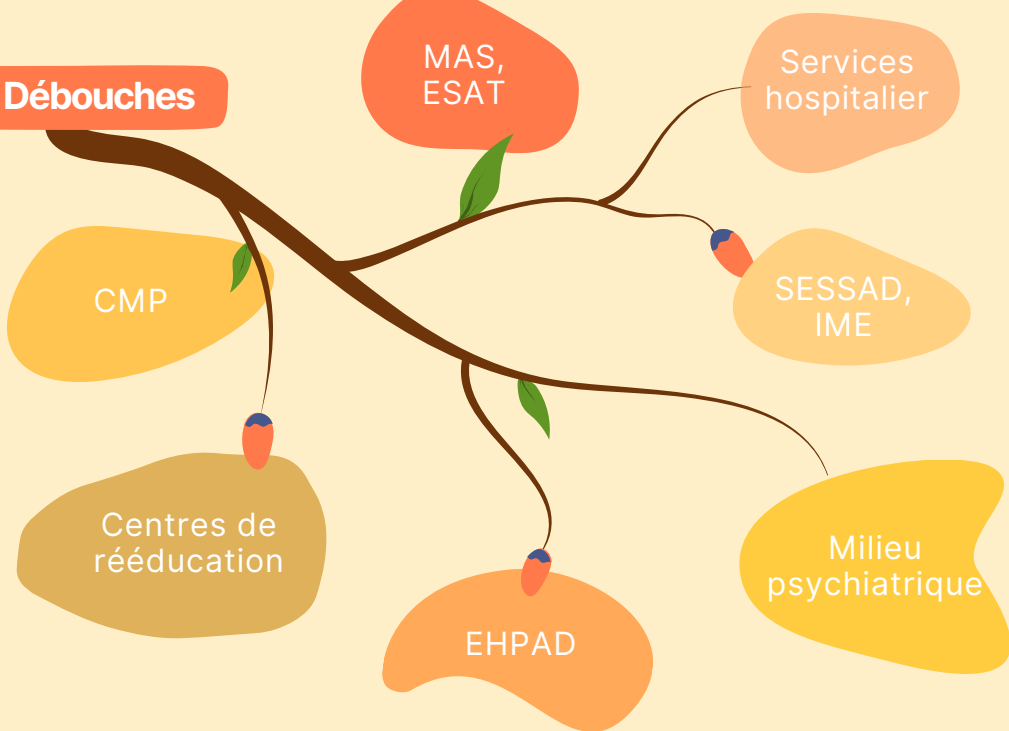 Débouches
MAS,
ESAT
Services
hospitalier
CMP
SESSAD,
IME
Centres de
rééducation
EHPAD
Milieu
psychiatrique